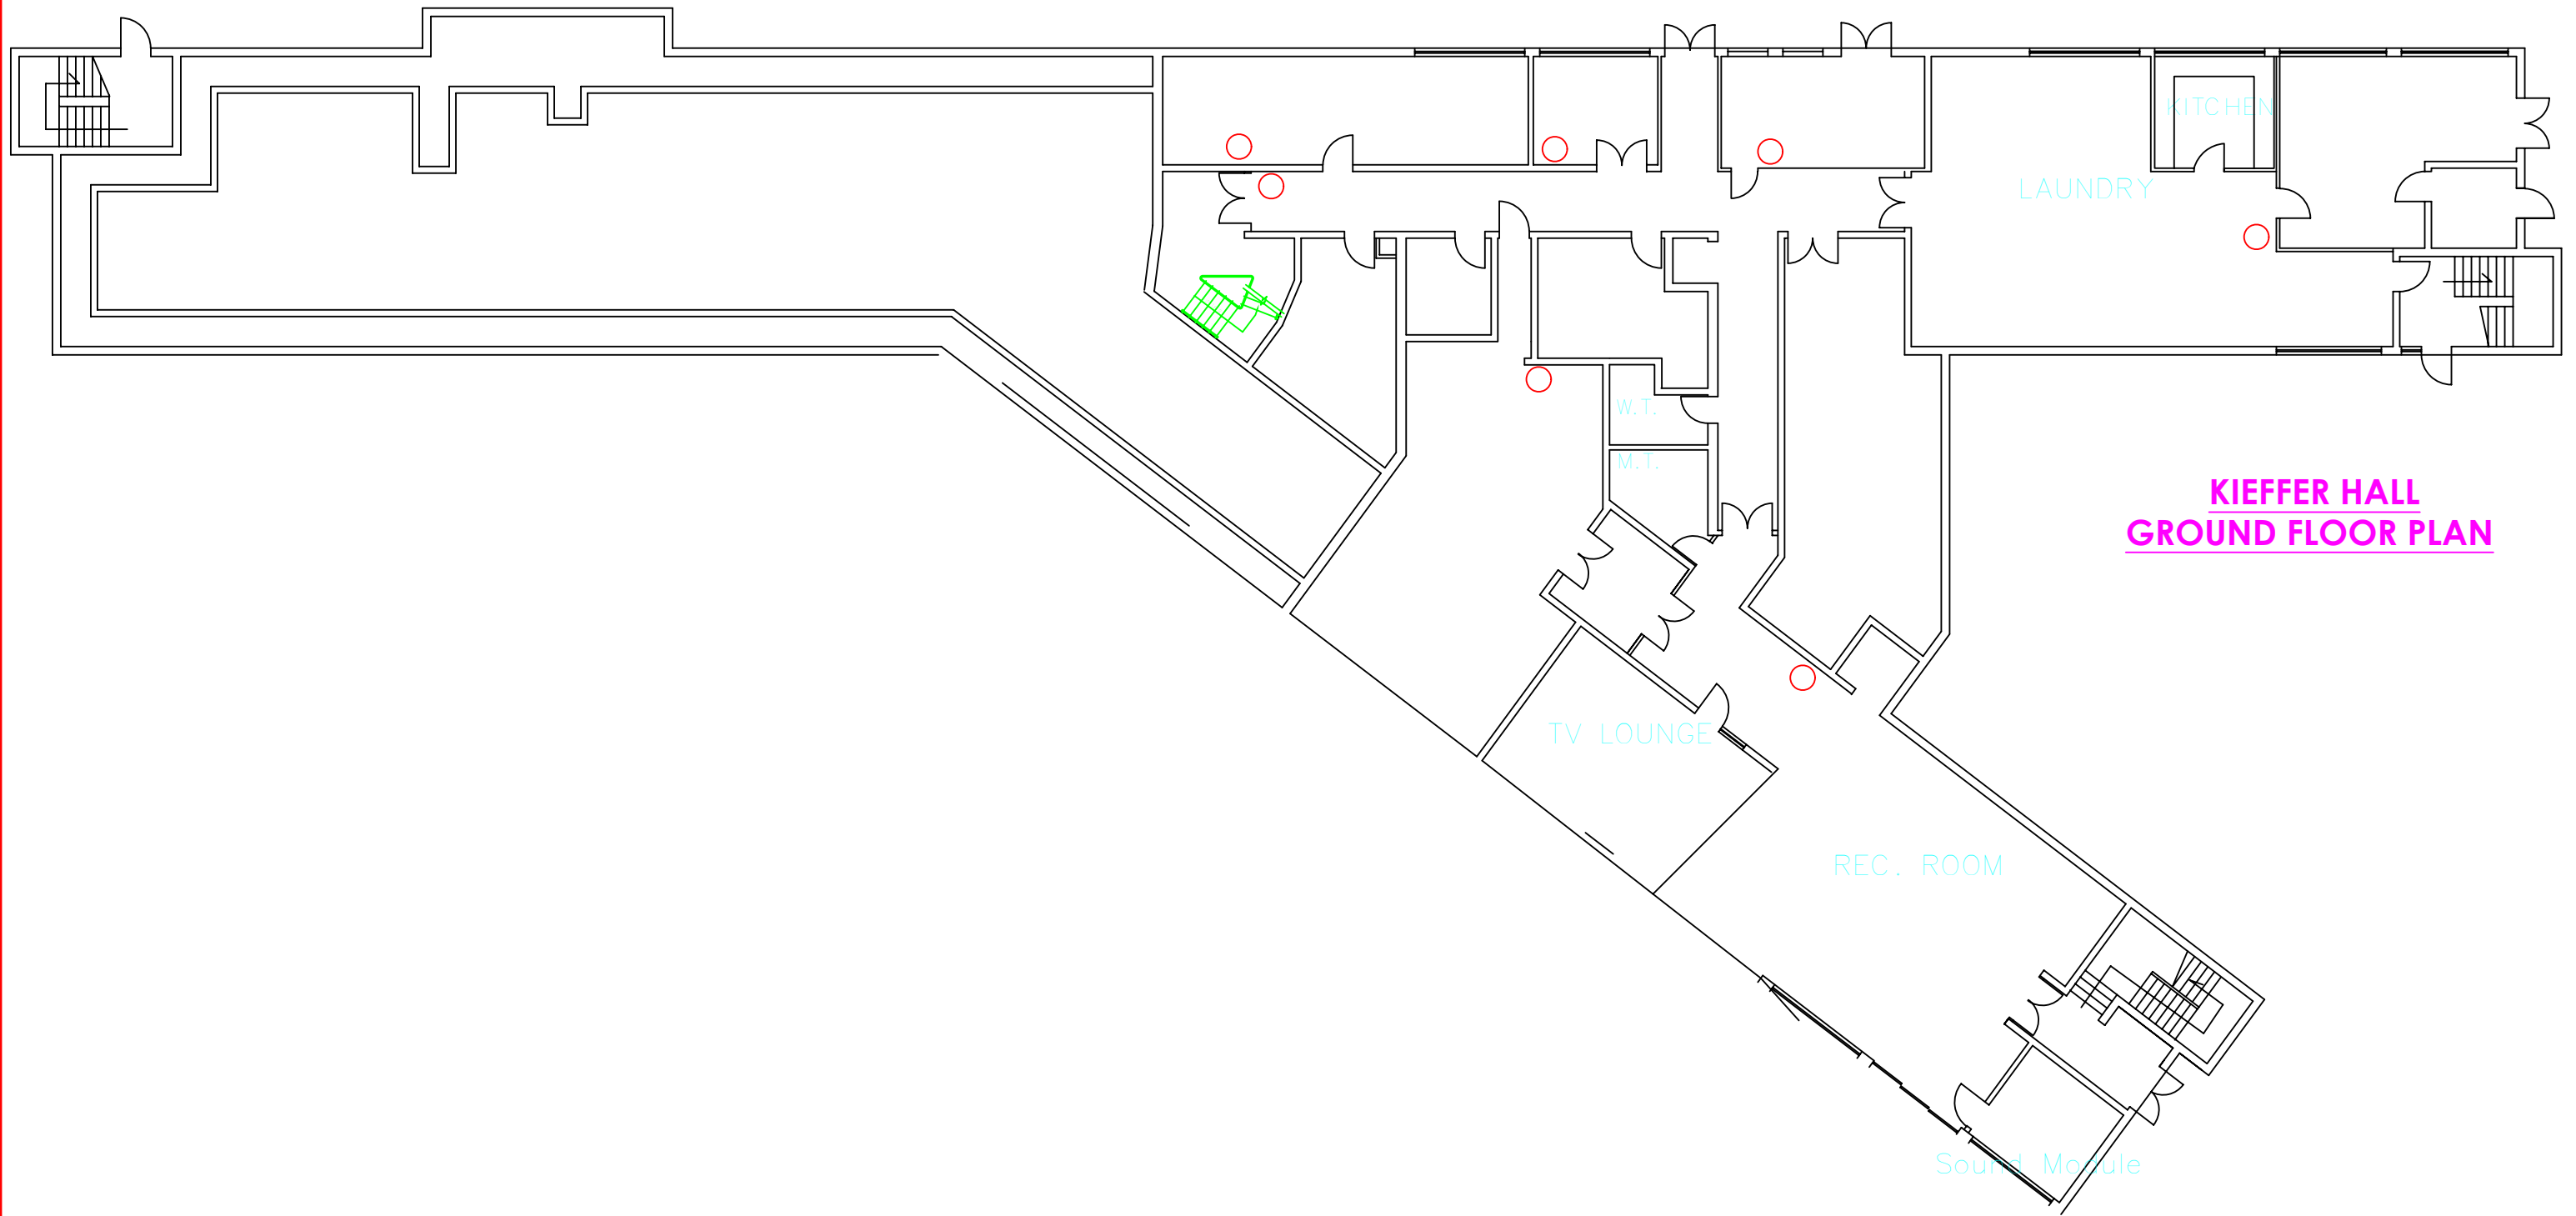 KITCHEN
LAUNDRY
W.T.
M.T.
KIEFFER HALL
GROUND FLOOR PLAN
TV LOUNGE
REC. ROOM
Sound Module